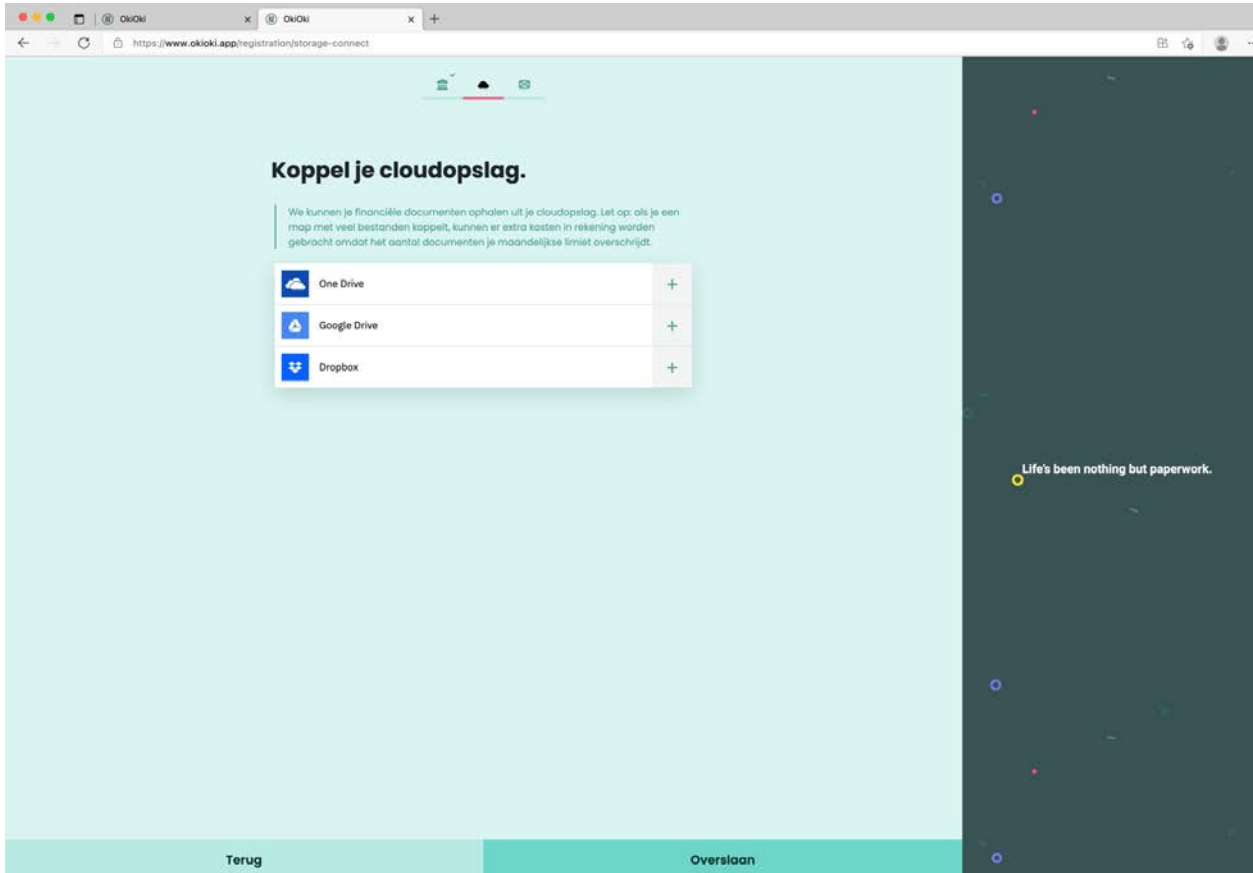 OkiOki
OkiOki
https://www.okioki.app/registration/storage-connect
Koppel je cloudopslag.
We kunnen je financiële documenten ophalen uit je cloudopslag. Let op: als je een
map met veel bestanden koppelt, kunnen er extra kosten in rekening worden
gebracht omdat het aantal documenten je maandelijkse limiet overschrijdt.
One Drive
Google Drive
Dropbox
Life's been nothing but paperwork.
Terug
Overslaan